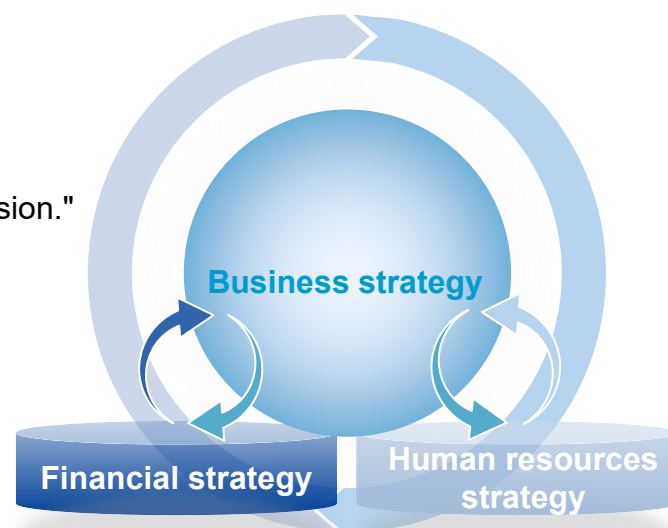 sion."
Business strategy
Financial strategy
Human resources
strategy